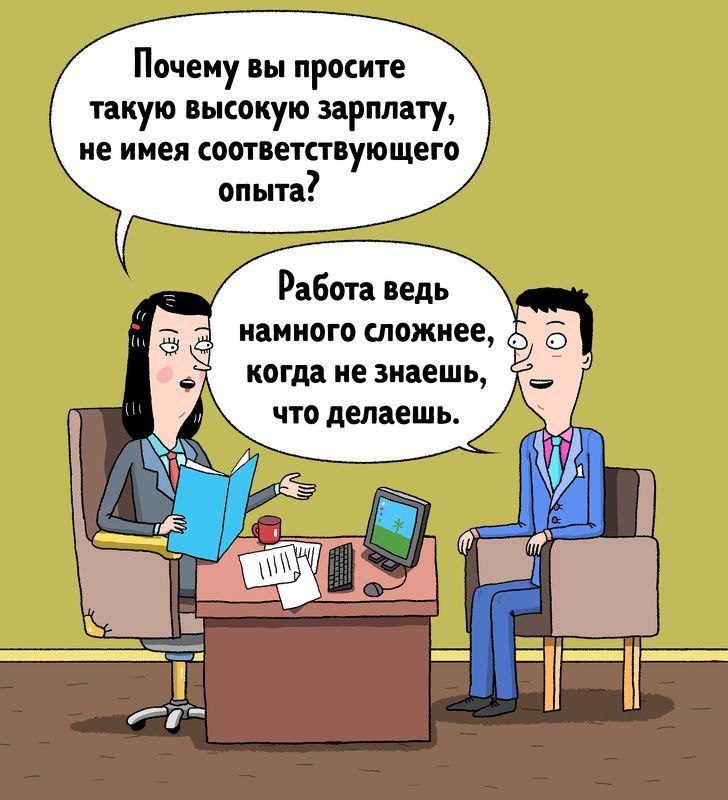 Почему вы просите
такую высокую зарплату,
не имея соответствующего
опыта?
Работа ведь
намного сложнее,
когда не знаешь,
что делаешь.